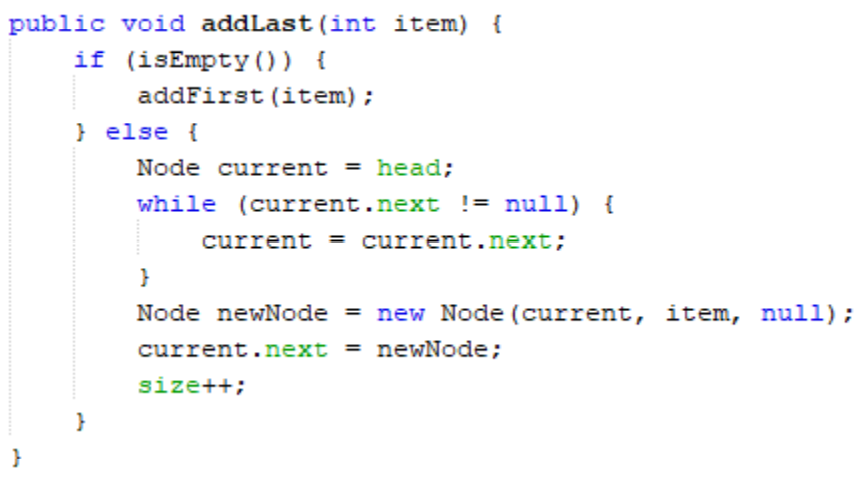 public void addLast(int item) {
    if (isEmpty()) {
        addFirst(item);
    } else {
        Node current = head;
        while (current.next != null) {
            current = current.next;
        }
        Node newNode = new Node(current, item, null);
        current.next = newNode;
        size++;
    }
}